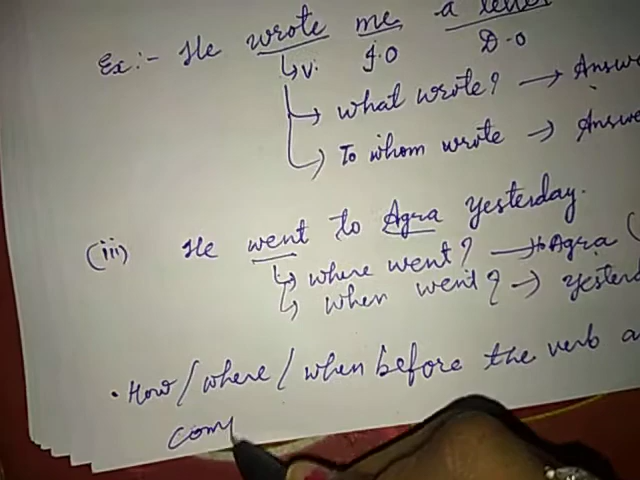 Ex:- He wrote me a letter
↳ v. I.O D.O
↳ what wrote? → Answe
↳ To whom wrote → Answe
(iii) He went to Agra yesterday.
↳ where went? → Agra (
↳ when went? → yesterd
• How / where / when before the verb a
com